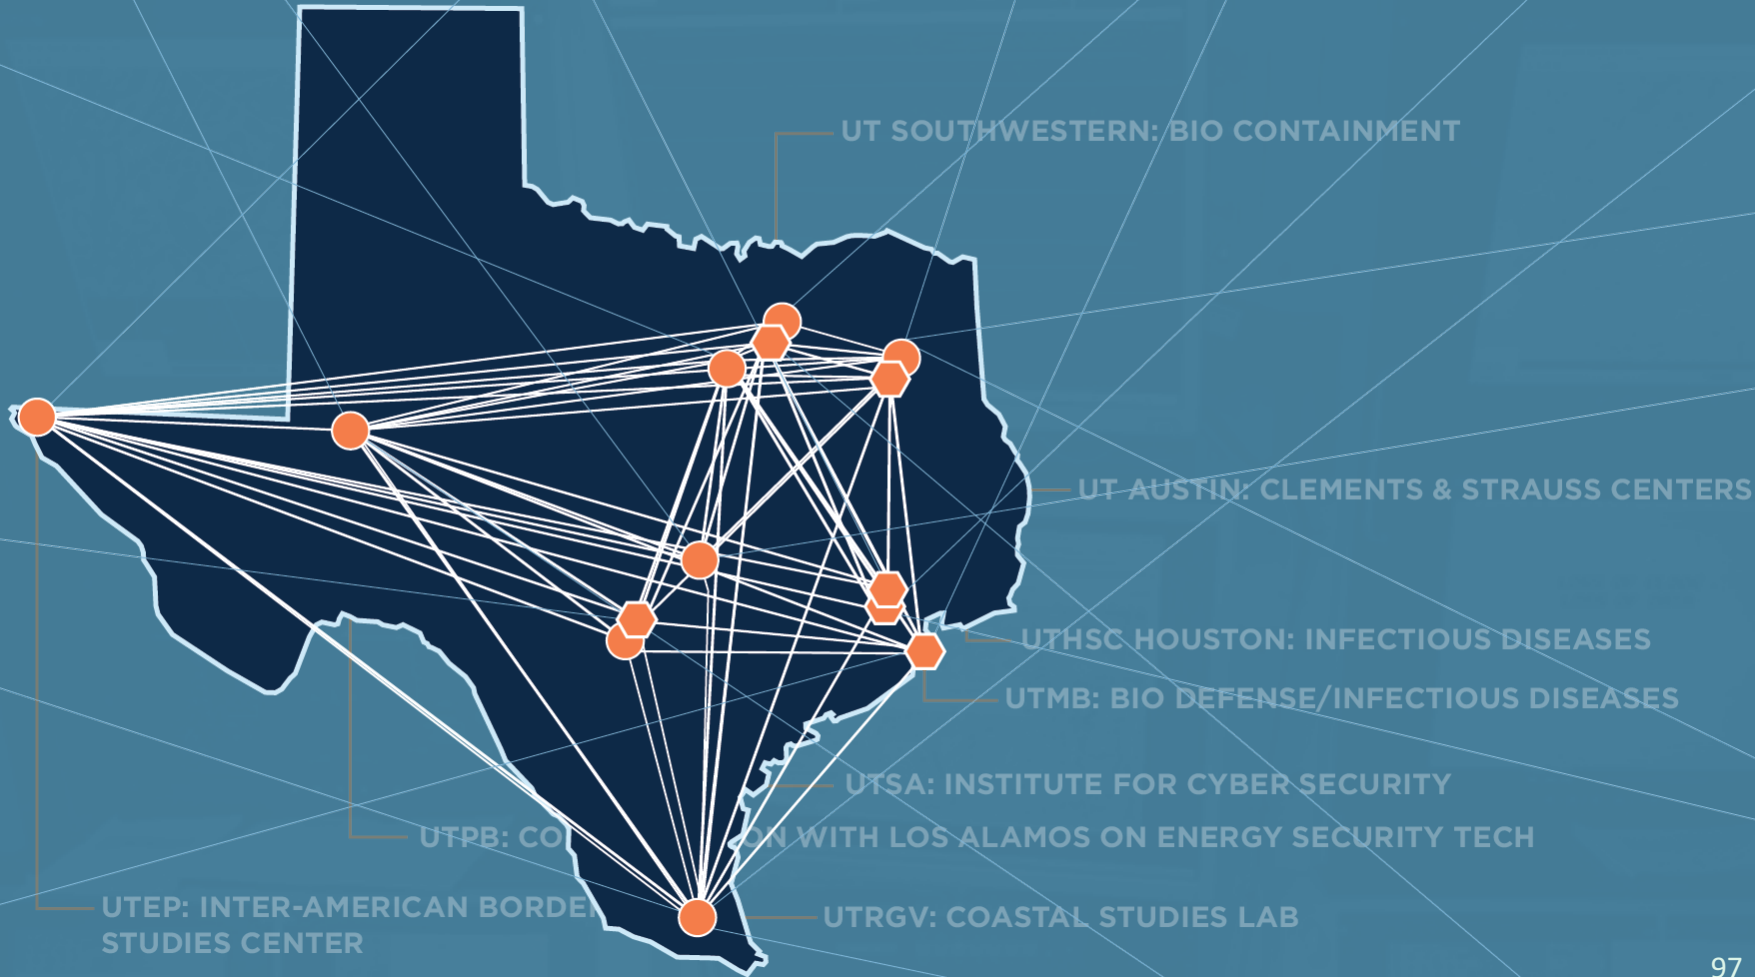 UT SOUTHWESTERN: BIO CONTAINMENT
UT AUSTIN: CLEMENTS & STRAUSS CENTERS
UTHSC HOUSTON: INFECTIOUS DISEASES
UTMB: BIO DEFENSE/INFECTIOUS DISEASES
UTSA: INSTITUTE FOR CYBER SECURITY
UTPB: WITH LOS ALAMOS ON ENERGY SECURITY TECH
UTEP: INTER-AMERICAN BORDER
STUDIES CENTER
UTRGV: COASTAL STUDIES LAB
97